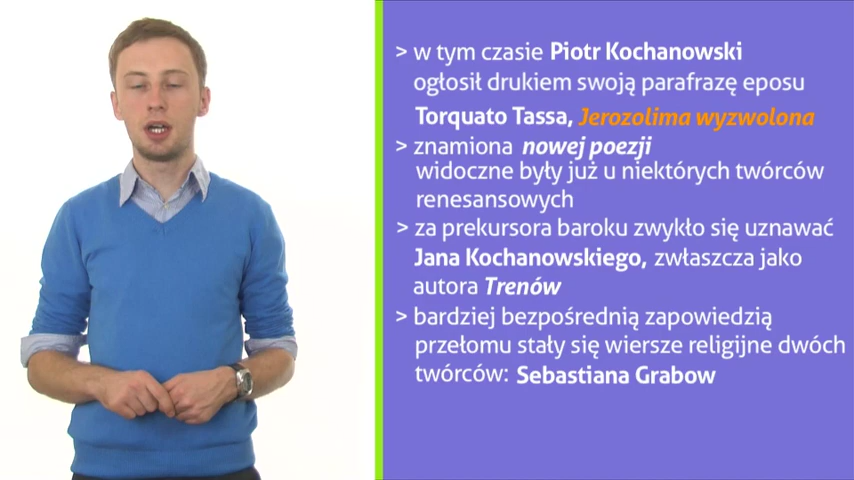 > w tym czasie Piotr Kochanowski
ogłosił drukiem swoją parafrazę eposu
Torquato Tassa, Jerozolima wyzwolona
> znamiona nowej poezji
widoczne były już u niektórych twórców
renesansowych
> za prekursora baroku zwykło się uznawać
Jana Kochanowskiego, zwłaszcza jako
autora Trenów
> bardziej bezpośrednią zapowiedzią
przełomu stały się wiersze religijne dwóch
twórców: Sebastiana Grabow